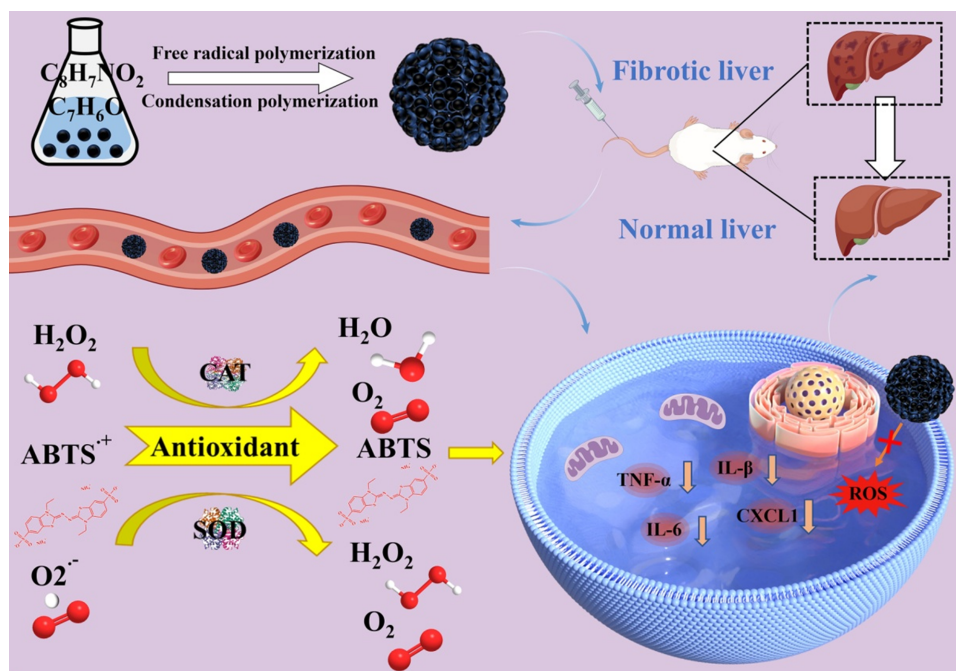 C₈H₇NO₂
C₇H₆O
Free radical polymerization
Condensation polymerization
Fibrotic liver
Normal liver
H₂O₂
CAT
H₂O
O₂
ABTS·⁺
Antioxidant
ABTS
SOD
O2·⁻
H₂O₂
O₂
TNF-α
IL-β
IL-6
CXCL1
ROS